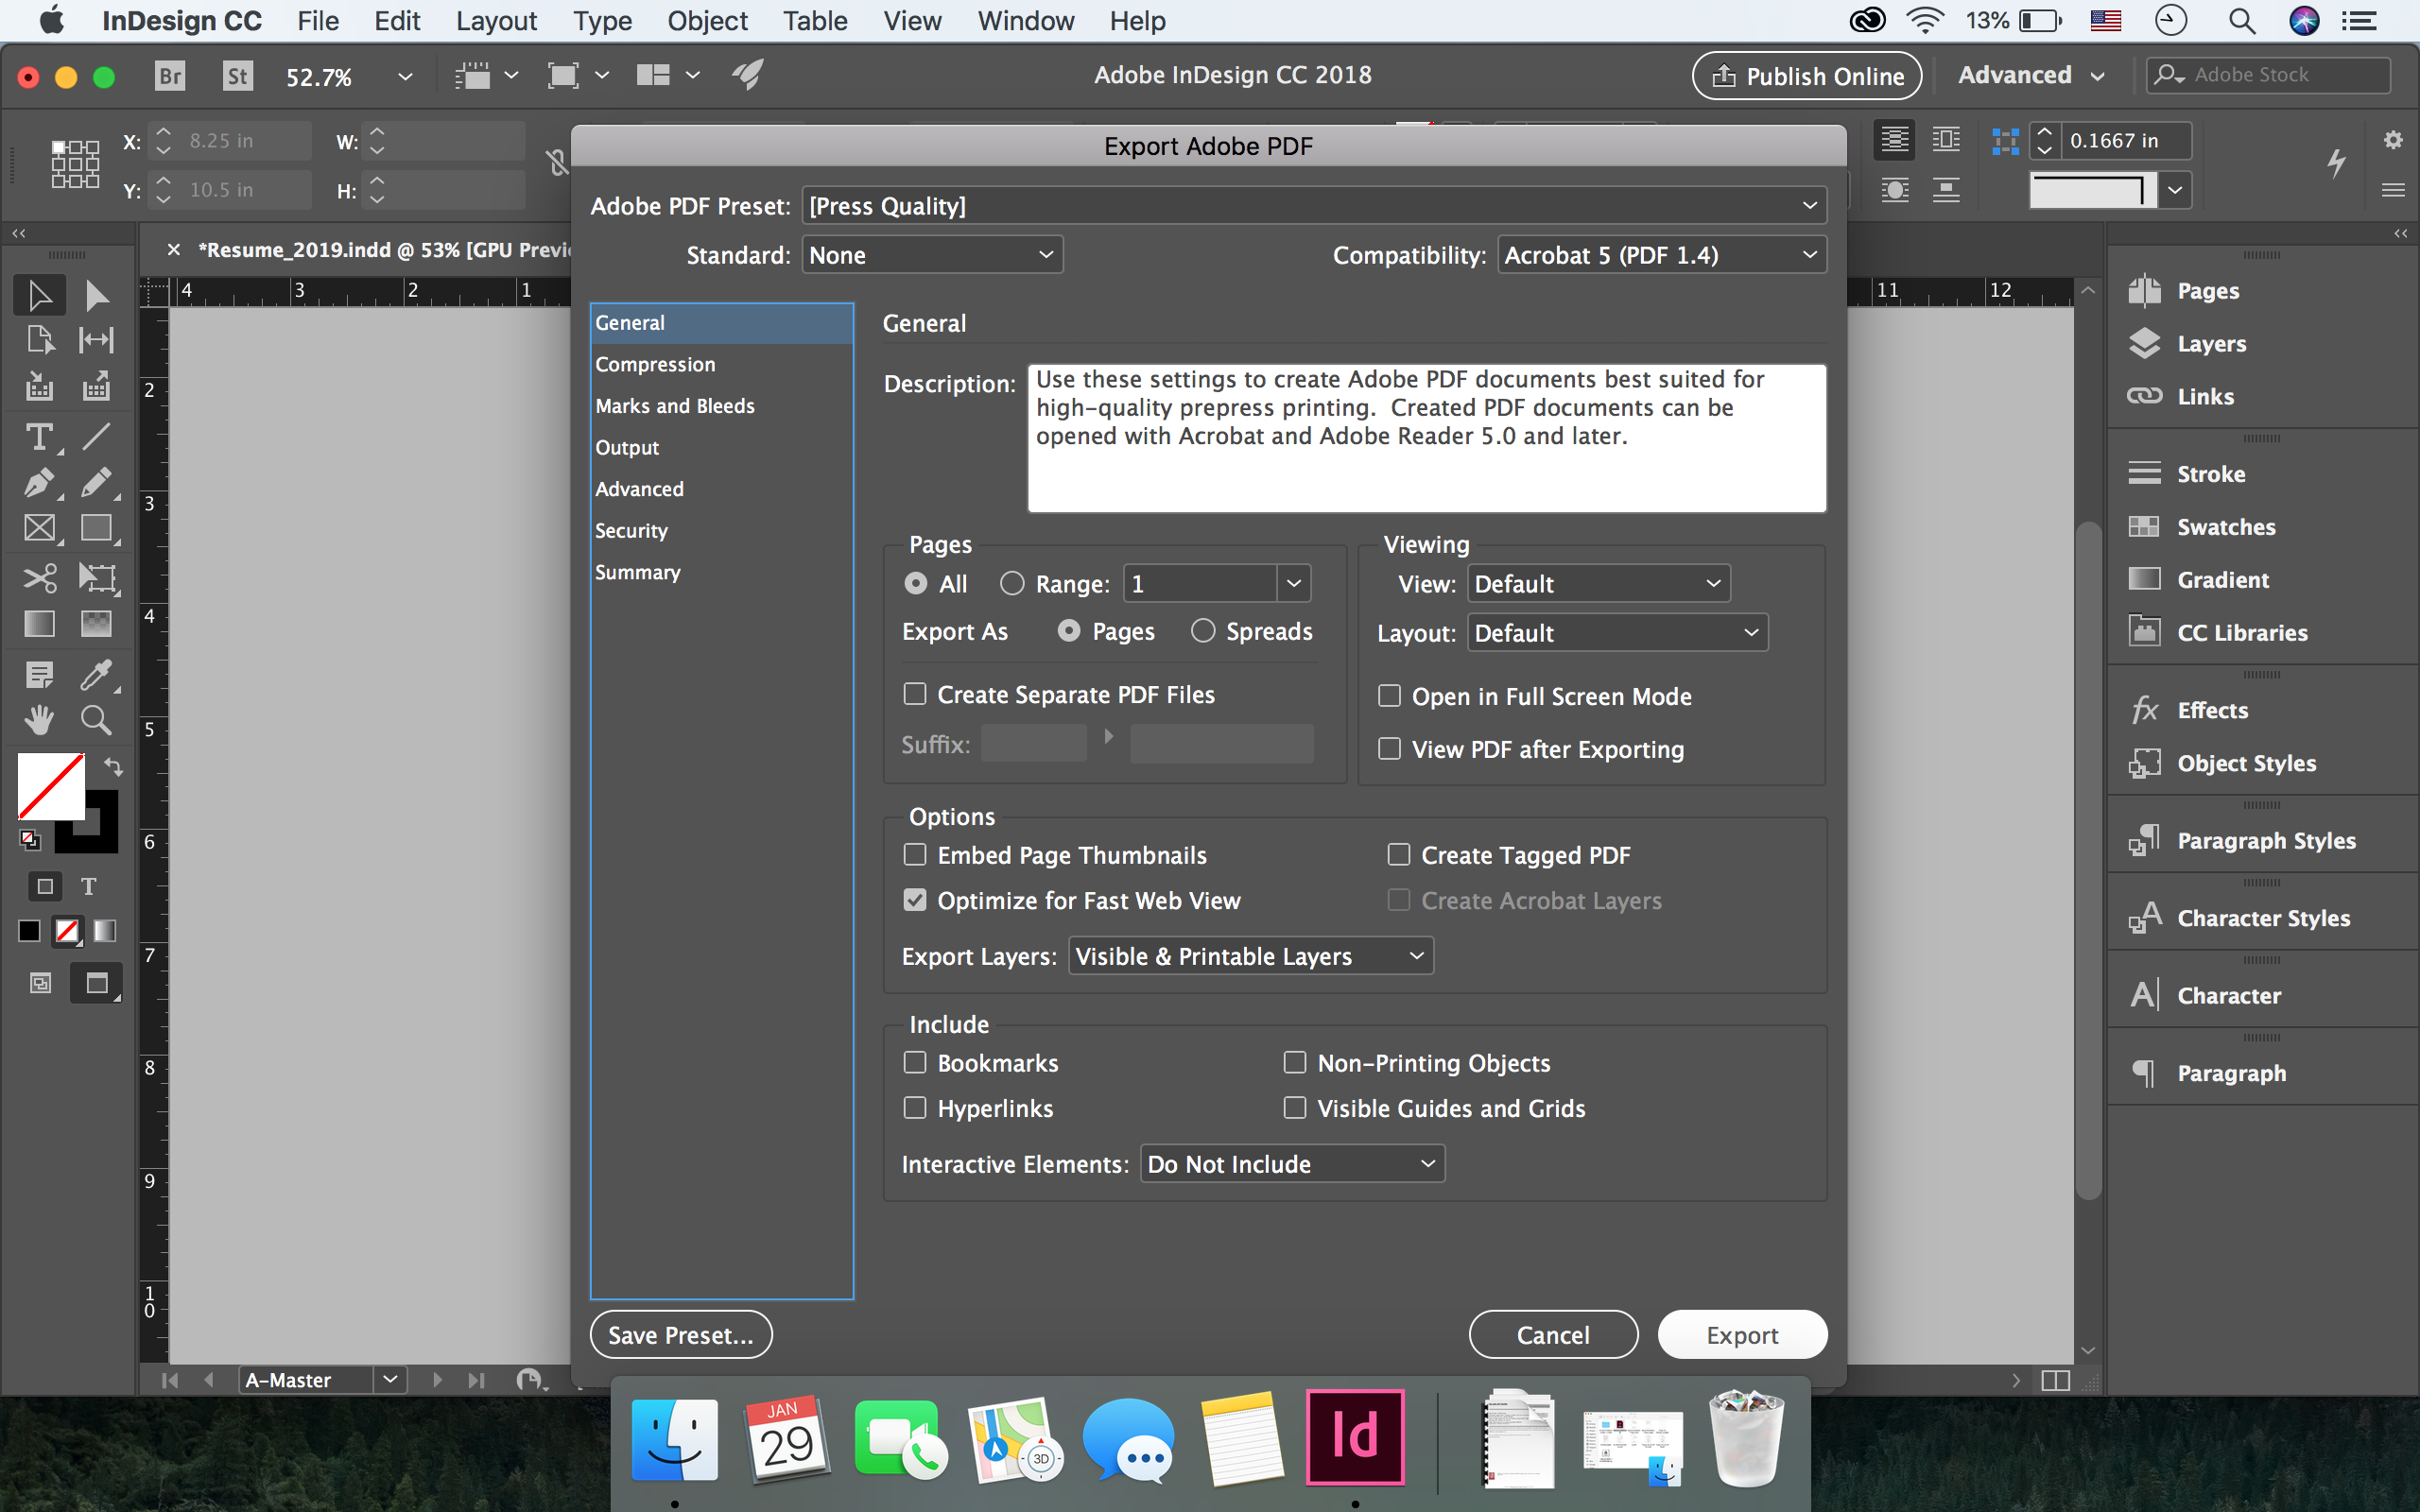 InDesign CC File Edit Layout Type Object Table View Window Help 13%
Br St 52.7% Adobe InDesign CC 2018 Publish Online Advanced Adobe Stock
X: 8.25 in W: 0.1667 in
Y: 10.5 in H:
Export Adobe PDF
Adobe PDF Preset: [Press Quality]
Standard: None Compatibility: Acrobat 5 (PDF 1.4)
*Resume_2019.indd @ 53% [GPU Previ
4 3 2 1 11 12
General
Compression
Marks and Bleeds
Output
Advanced
Security
Summary
General
Description: Use these settings to create Adobe PDF documents best suited for
high-quality prepress printing. Created PDF documents can be
opened with Acrobat and Adobe Reader 5.0 and later.
Pages
All Range: 1
Export As Pages Spreads
Create Separate PDF Files
Suffix:
Viewing
View: Default
Layout: Default
Open in Full Screen Mode
View PDF after Exporting
Options
Embed Page Thumbnails Create Tagged PDF
Optimize for Fast Web View Create Acrobat Layers
Export Layers: Visible & Printable Layers
Include
Bookmarks Non-Printing Objects
Hyperlinks Visible Guides and Grids
Interactive Elements: Do Not Include
Save Preset... Cancel Export
2
3
4
5
6
7
8
9
10
Pages
Layers
Links
Stroke
Swatches
Gradient
CC Libraries
fx Effects
Object Styles
Paragraph Styles
Character Styles
Character
Paragraph
A-Master
JAN
29
3D
Id